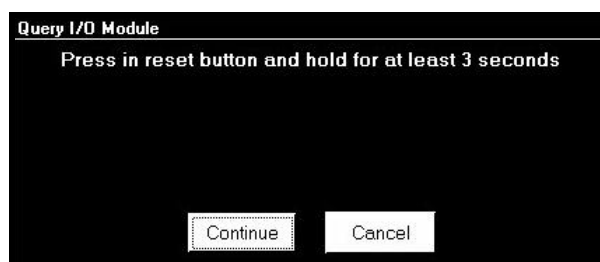 Query I/O Module
Press in reset button and hold for at least 3 seconds
Continue
Cancel